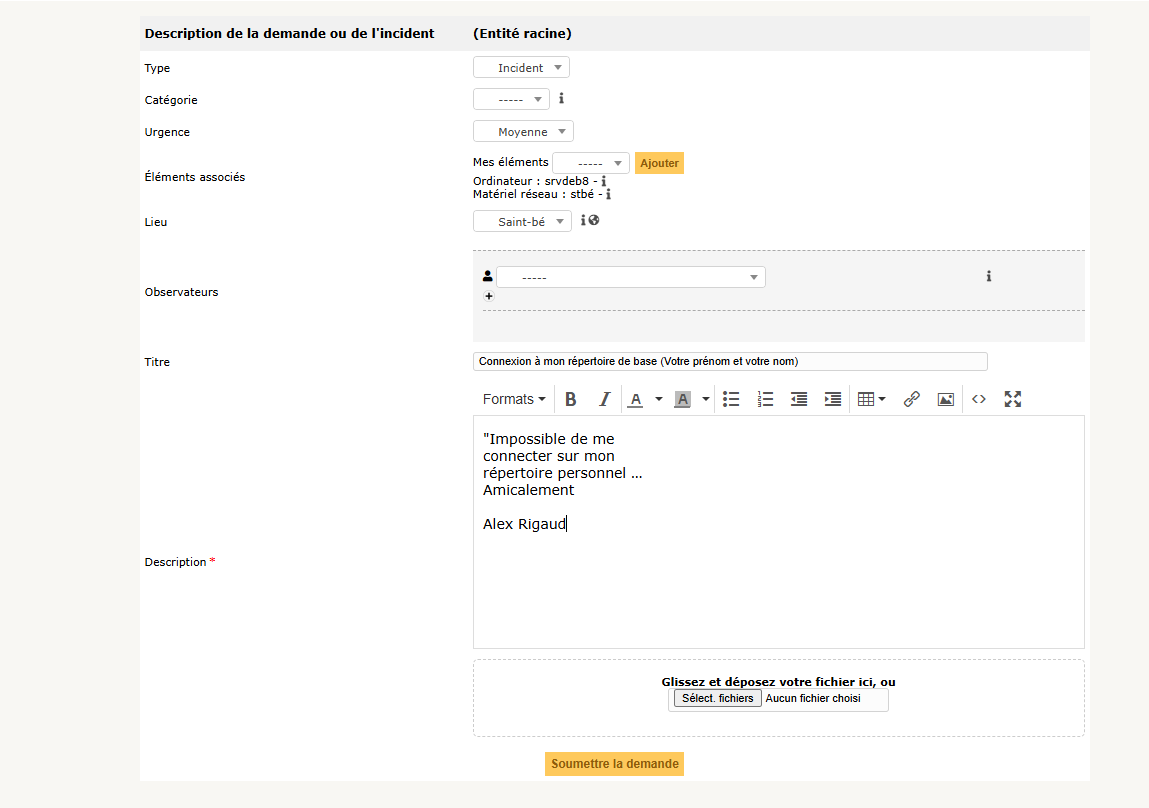 Description de la demande ou de l'incident (Entité racine)
Type Incident
Catégorie -----
Urgence Moyenne
Mes éléments ----- Ajouter
Éléments associés
Ordinateur : srvdeb8 -
Matériel réseau : stbé -
Lieu Saint-bé
-----
Observateurs
Titre Connexion à mon répertoire de base (Votre prénom et votre nom)
Formats B I A A
"Impossible de me
connecter sur mon
répertoire personnel ...
Amicalement
Alex Rigaud
Description *
Glissez et déposez votre fichier ici, ou
Sélect. fichiers Aucun fichier choisi
Soumettre la demande